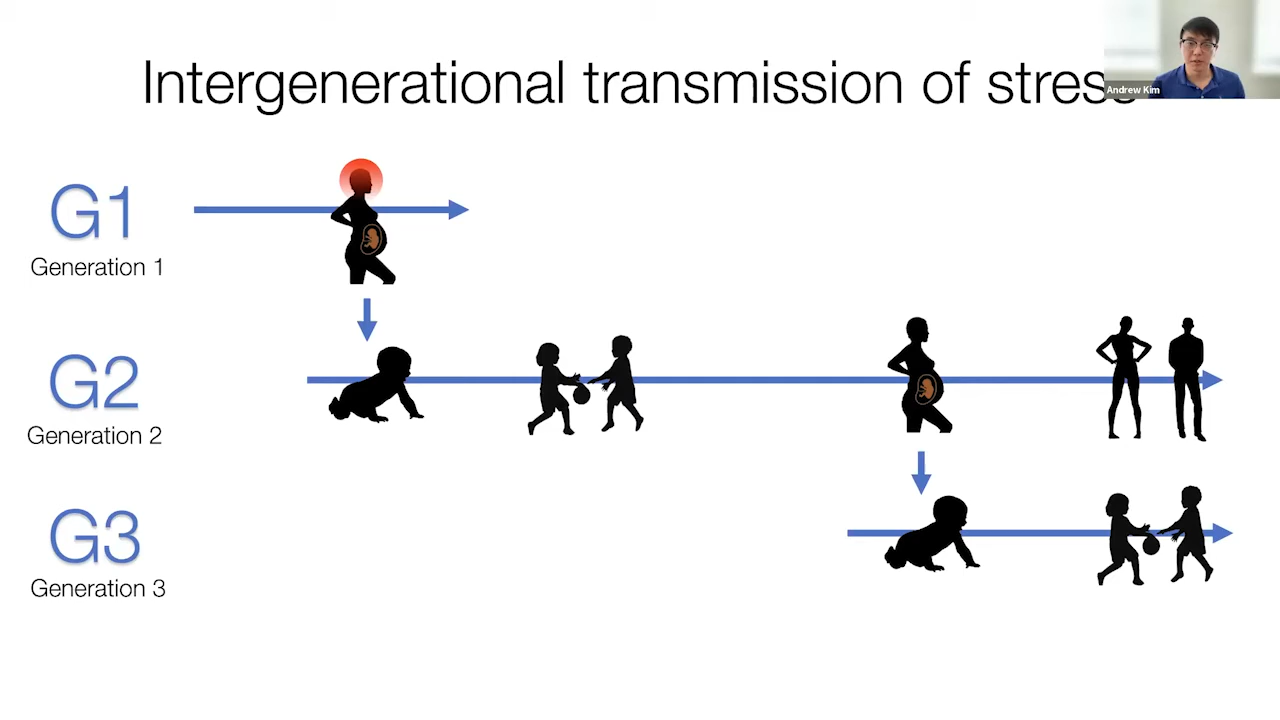 Intergenerational transmission of stress
Andrew Kim
G1
Generation 1
G2
Generation 2
G3
Generation 3